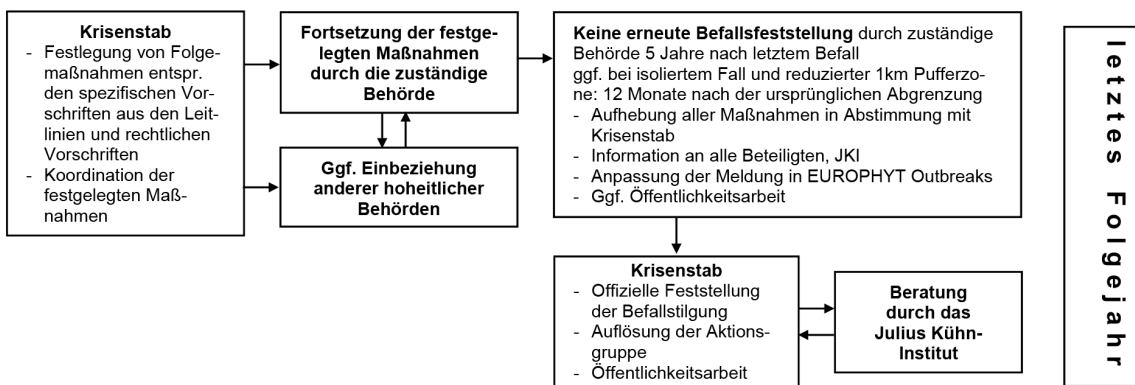 Krisenstab
- Festlegung von Folge-
maßnahmen entspr.
den spezifischen Vor-
schriften aus den Leit-
linien und rechtlichen
Vorschriften
- Koordination der
festgelegten Maß-
nahmen
Fortsetzung der festge-
legten Maßnahmen
durch die zuständige
Behörde
Ggf. Einbeziehung
anderer hoheitlicher
Behörden
Keine erneute Befallsfeststellung durch zuständige
Behörde 5 Jahre nach letztem Befall
ggf. bei isoliertem Fall und reduzierter 1km Pufferzo-
ne: 12 Monate nach der ursprünglichen Abgrenzung
- Aufhebung aller Maßnahmen in Abstimmung mit
Krisenstab
- Information an alle Beteiligten, JKI
- Anpassung der Meldung in EUROPHYT Outbreaks
- Ggf. Öffentlichkeitsarbeit
Krisenstab
- Offizielle Feststellung
der Befallstilgung
- Auflösung der Aktions-
gruppe
- Öffentlichkeitsarbeit
Beratung
durch das
Julius Kühn-
Institut
letztes Folgejahr